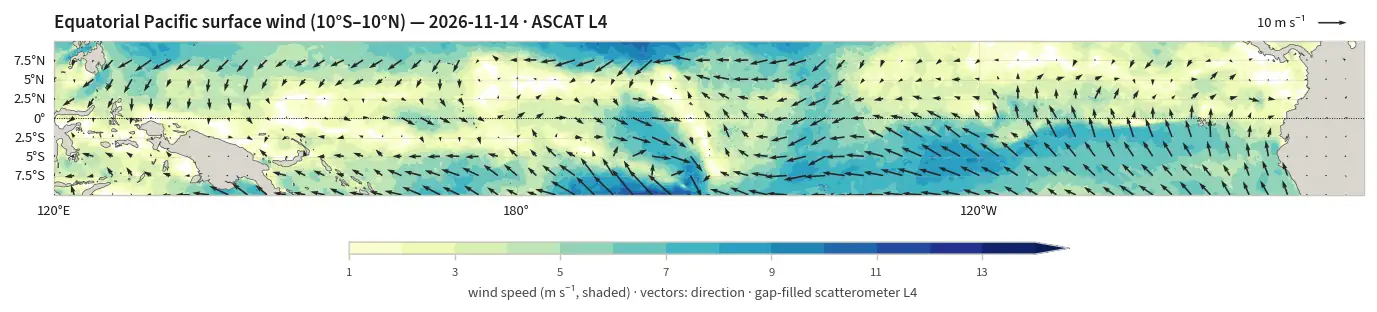 Equatorial Pacific surface wind (10°S–10°N) — 2026-11-14 · ASCAT L4
10 m s⁻¹
7.5°N
5°N
2.5°N
0°
2.5°S
5°S
7.5°S
120°E 180° 120°W
1 3 5 7 9 11 13
wind speed (m s⁻¹, shaded) · vectors: direction · gap-filled scatterometer L4